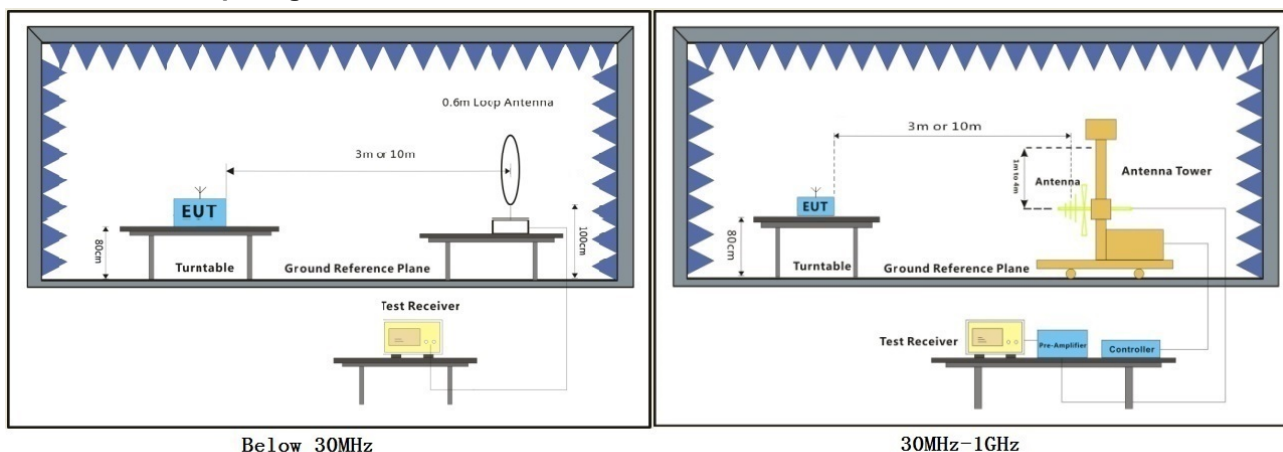 0.6m Loop Antenna
3m or 10m
EUT
80cm
100cm
Turntable
Ground Reference Plane
Test Receiver
Below 30MHz
3m or 10m
1m to 4m
Antenna
Antenna Tower
EUT
80cm
Turntable
Ground Reference Plane
Test Receiver
Pre-Amplifier
Controller
30MHz-1GHz